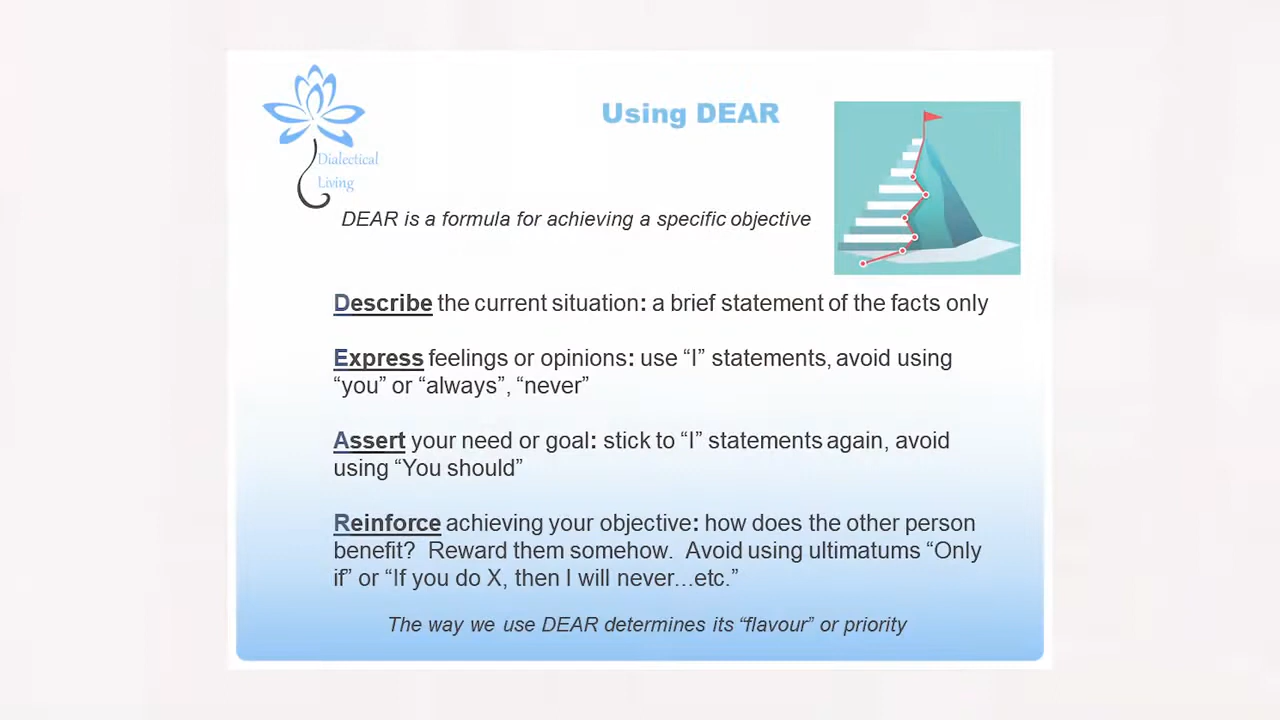 Using DEAR
Dialectical
Living
DEAR is a formula for achieving a specific objective
Describe the current situation: a brief statement of the facts only
Express feelings or opinions: use “I” statements, avoid using
“you” or “always”, “never”
Assert your need or goal: stick to “I” statements again, avoid
using “You should”
Reinforce achieving your objective: how does the other person
benefit?  Reward them somehow.  Avoid using ultimatums “Only
if” or “If you do X, then I will never...etc.”
The way we use DEAR determines its “flavour” or priority